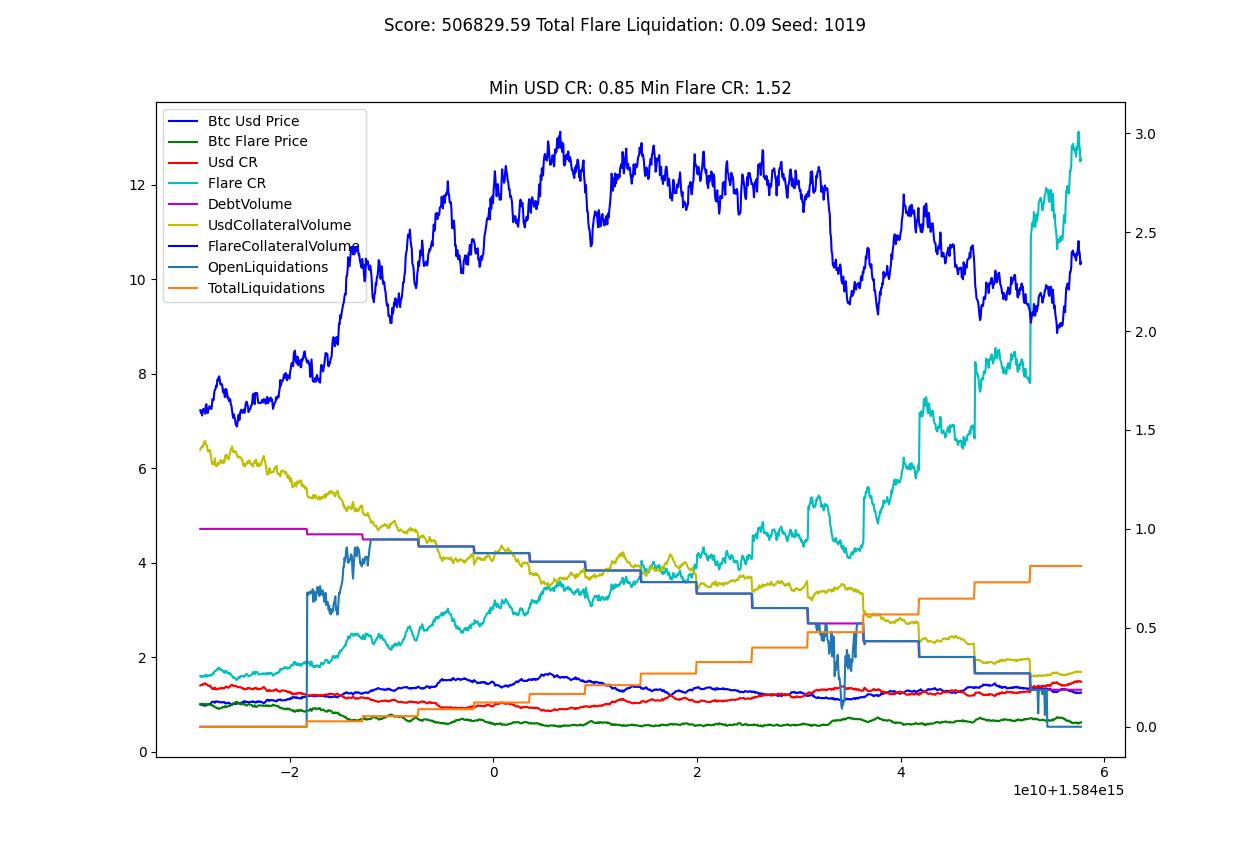 Score: 506829.59 Total Flare Liquidation: 0.09 Seed: 1019
Min USD CR: 0.85 Min Flare CR: 1.52
Btc Usd Price
Btc Flare Price
Usd CR
Flare CR
DebtVolume
UsdCollateralVolume
FlareCollateralVolume
OpenLiquidations
TotalLiquidations
12
10
8
6
4
2
0
3.0
2.5
2.0
1.5
1.0
0.5
0.0
−2 0 2 4 6
1e10+1.584e15